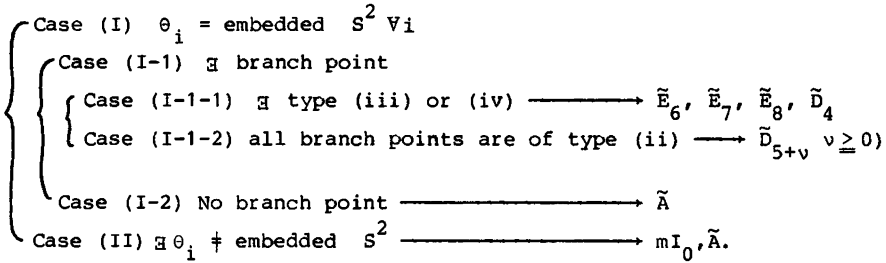 Case (I) θ_i = embedded S^2 ∀i
Case (I-1) ∃ branch point
Case (I-1-1) ∃ type (iii) or (iv) ⟶ Ẽ_6, Ẽ_7, Ẽ_8, D̃_4
Case (I-1-2) all branch points are of type (ii) ⟶ D̃_{5+ν} ν ≧ 0)
Case (I-2) No branch point ⟶ Ã
Case (II) ∃ θ_i ≠ embedded S^2 ⟶ mI_0, Ã.